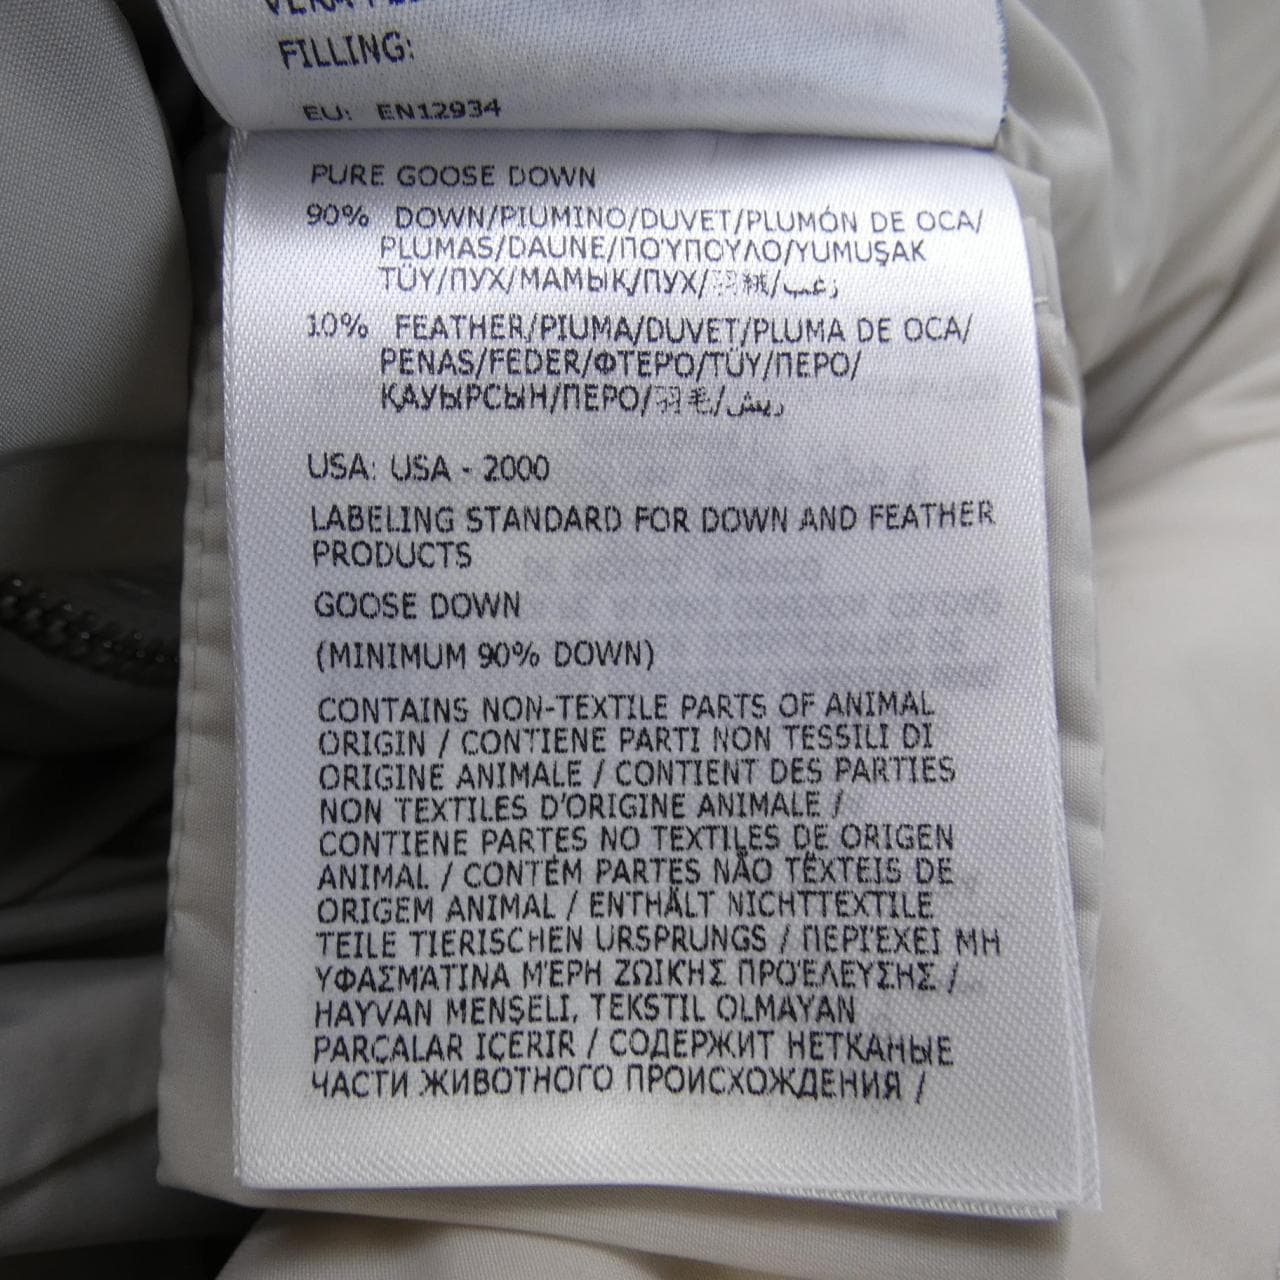 FILLING:
EU: EN12934
PURE GOOSE DOWN
90% DOWN/PIUMINO/DUVET/PLUMÓN DE OCA/
PLUMAS/DAUNE/ΠΟΎΠΟΥΛΟ/YUMUŞAK
TÜY/ПУХ/МАМЫҚ/ПУХ/羽絨/زغب
10% FEATHER/PIUMA/DUVET/PLUMA DE OCA/
PENAS/FEDER/ΦΤΕΡΌ/TÜY/ПЕРО/
ҚАУЫРСЫН/ПЕРО/羽毛/ريش
USA: USA - 2000
LABELING STANDARD FOR DOWN AND FEATHER
PRODUCTS
GOOSE DOWN
(MINIMUM 90% DOWN)
CONTAINS NON-TEXTILE PARTS OF ANIMAL
ORIGIN / CONTIENE PARTI NON TESSILI DI
ORIGINE ANIMALE / CONTIENT DES PARTIES
NON TEXTILES D'ORIGINE ANIMALE /
CONTIENE PARTES NO TEXTILES DE ORIGEN
ANIMAL / CONTÉM PARTES NÃO TÊXTEIS DE
ORIGEM ANIMAL / ENTHÄLT NICHTTEXTILE
TEILE TIERISCHEN URSPRUNGS / ΠΕΡΙΈΧΕΙ ΜΗ
ΥΦΑΣΜΆΤΙΝΑ ΜΈΡΗ ΖΩΙΚΉΣ ΠΡΟΈΛΕΥΣΗΣ /
HAYVAN MENŞELİ, TEKSTİL OLMAYAN
PARÇALAR İÇERİR / СОДЕРЖИТ НЕТКАНЫЕ
ЧАСТИ ЖИВОТНОГО ПРОИСХОЖДЕНИЯ /